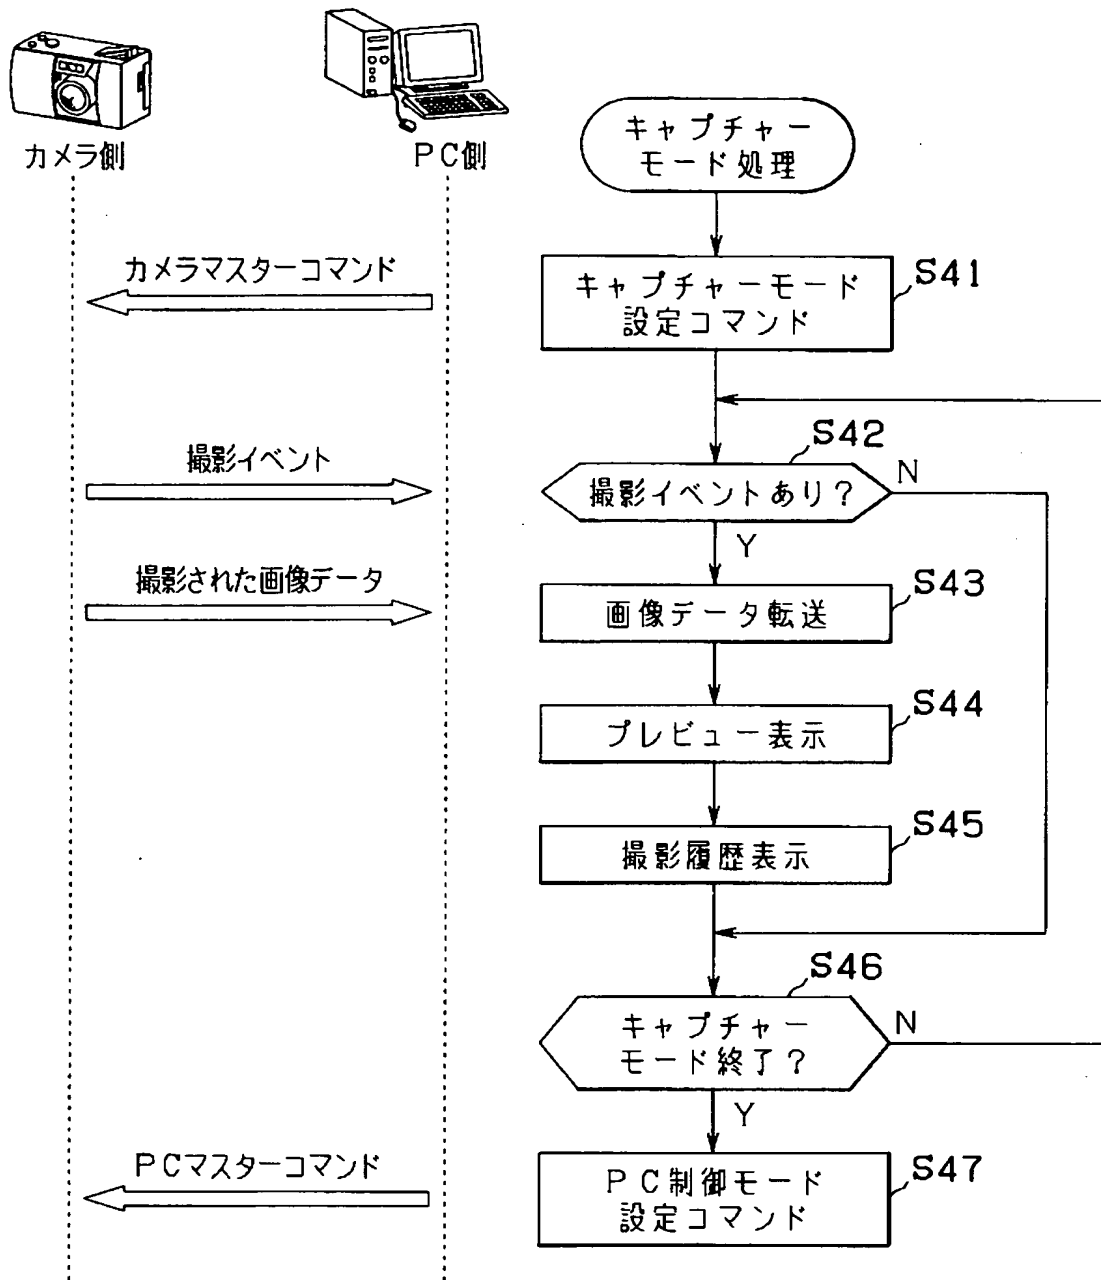 カメラ側
PC側
キャプチャー
モード処理
カメラマスターコマンド
キャプチャーモード
設定コマンド
S41
撮影イベント
撮影イベントあり?
S42
N
Y
撮影された画像データ
画像データ転送
S43
プレビュー表示
S44
撮影履歴表示
S45
キャプチャー
モード終了?
S46
N
Y
PCマスターコマンド
PC制御モード
設定コマンド
S47